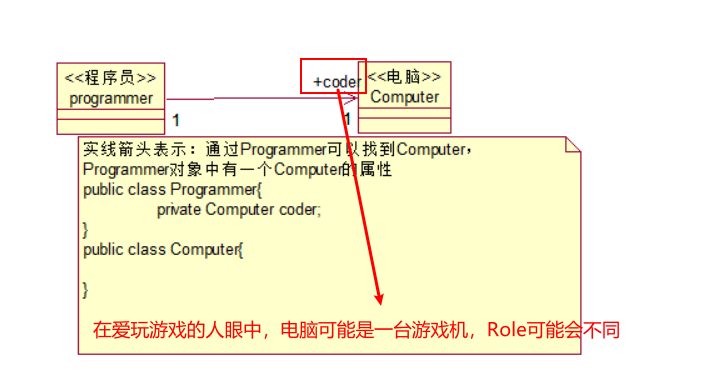 <<程序员>>
programmer
+coder
<<电脑>>
Computer
1
1
实线箭头表示：通过Programmer可以找到Computer，
Programmer对象中有一个Computer的属性
public class Programmer{
private Computer coder;
}
public class Computer{
}
在爱玩游戏的人眼中，电脑可能是一台游戏机，Role可能会不同